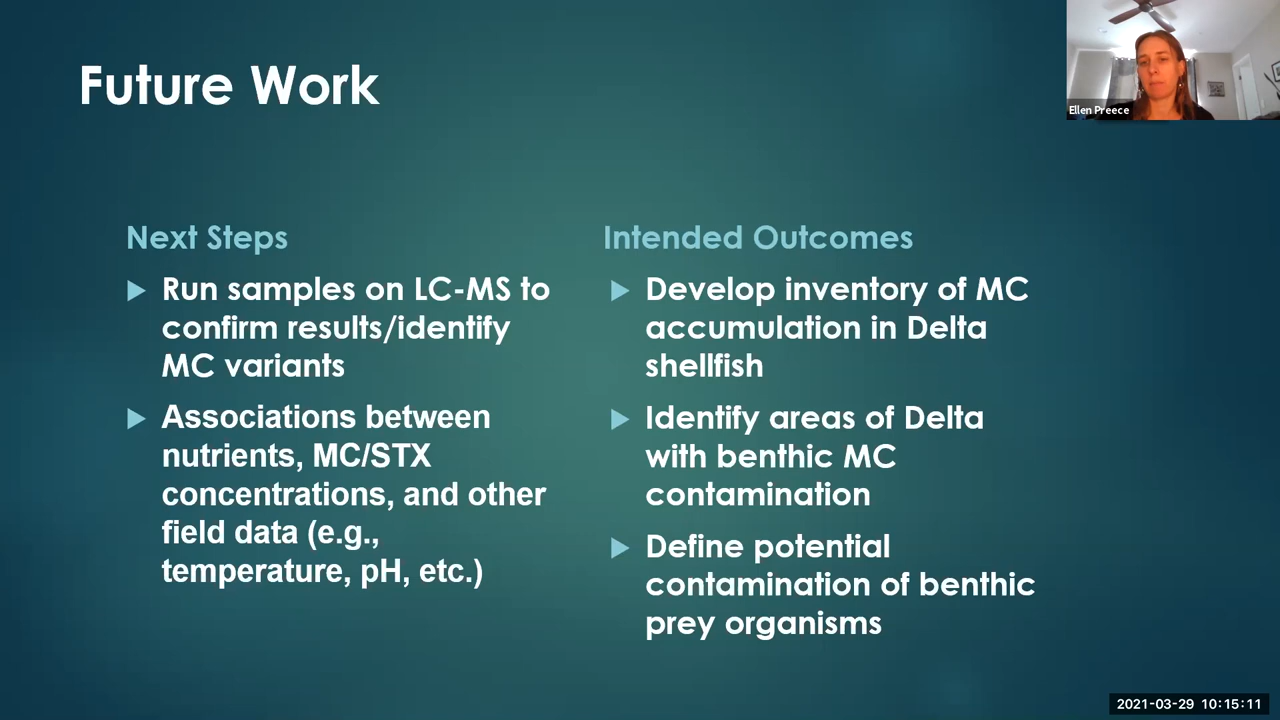 Future Work
Ellen Preece
Next Steps
Run samples on LC-MS to
confirm results/identify
MC variants
Associations between
nutrients, MC/STX
concentrations, and other
field data (e.g.,
temperature, pH, etc.)
Intended Outcomes
Develop inventory of MC
accumulation in Delta
shellfish
Identify areas of Delta
with benthic MC
contamination
Define potential
contamination of benthic
prey organisms
2021-03-29 10:15:11